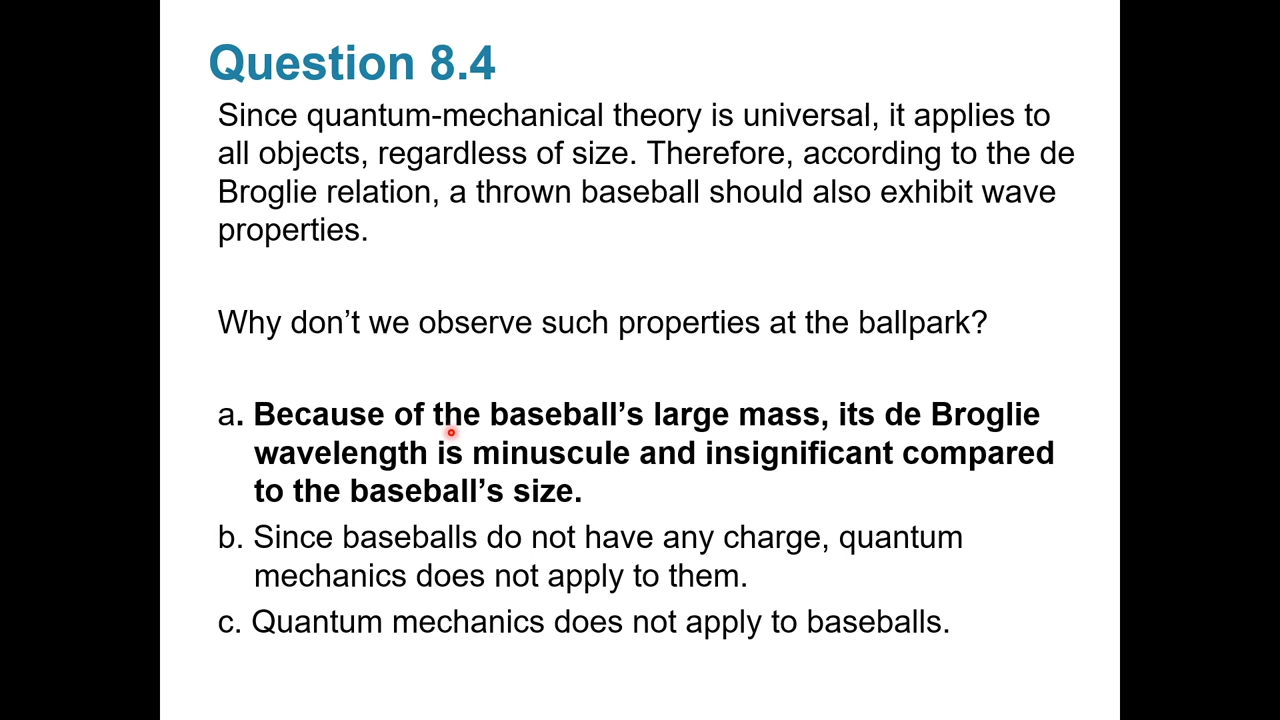 Question 8.4
Since quantum-mechanical theory is universal, it applies to
all objects, regardless of size. Therefore, according to the de
Broglie relation, a thrown baseball should also exhibit wave
properties.
Why don’t we observe such properties at the ballpark?
a. Because of the baseball’s large mass, its de Broglie
wavelength is minuscule and insignificant compared
to the baseball’s size.
b. Since baseballs do not have any charge, quantum
mechanics does not apply to them.
c. Quantum mechanics does not apply to baseballs.